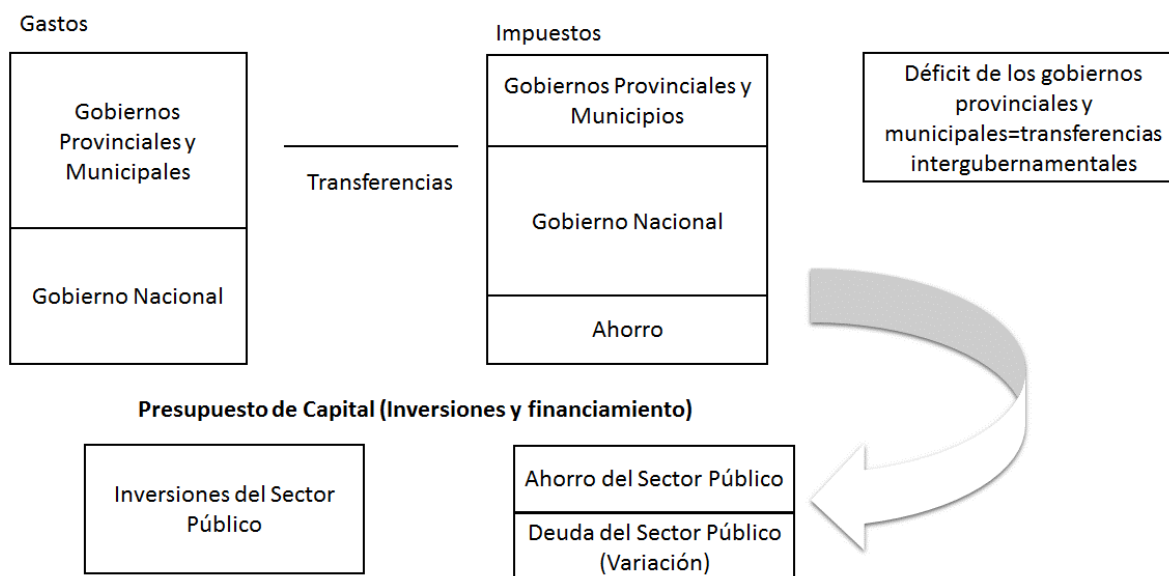 Gastos
Gobiernos
Provinciales y
Municipales
Gobierno Nacional
Transferencias
Impuestos
Gobiernos Provinciales y
Municipios
Gobierno Nacional
Ahorro
Déficit de los gobiernos
provinciales y
municipales=transferencias
intergubernamentales
Presupuesto de Capital (Inversiones y financiamiento)
Inversiones del Sector
Público
Ahorro del Sector Público
Deuda del Sector Público
(Variación)